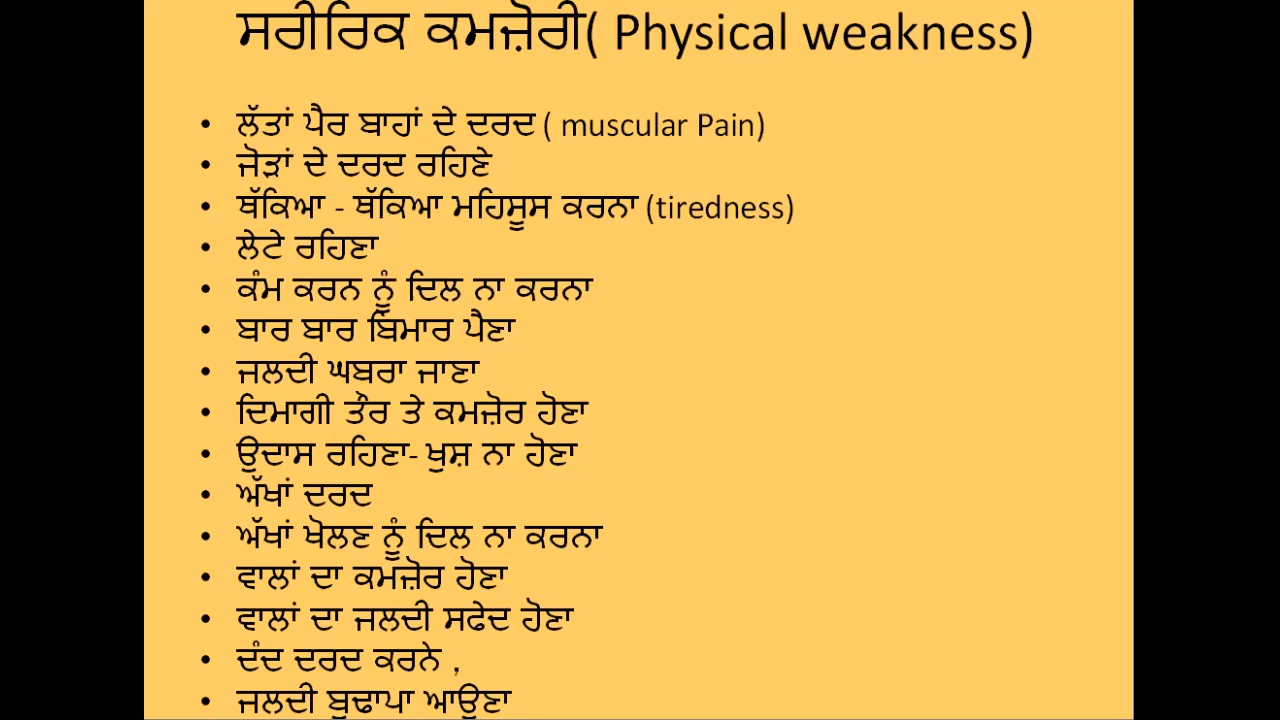 ਸਰੀਰਿਕ ਕਮਜ਼ੋਰੀ( Physical weakness)
• ਲੱਤਾਂ ਪੈਰ ਬਾਹਾਂ ਦੇ ਦਰਦ ( muscular Pain)
• ਜੋੜਾਂ ਦੇ ਦਰਦ ਰਹਿਣੇ
• ਥੱਕਿਆ - ਥੱਕਿਆ ਮਹਿਸੂਸ ਕਰਨਾ (tiredness)
• ਲੇਟੇ ਰਹਿਣਾ
• ਕੰਮ ਕਰਨ ਨੂੰ ਦਿਲ ਨਾ ਕਰਨਾ
• ਬਾਰ ਬਾਰ ਬਿਮਾਰ ਪੈਣਾ
• ਜਲਦੀ ਘਬਰਾ ਜਾਣਾ
• ਦਿਮਾਗੀ ਤੌਰ ਤੇ ਕਮਜ਼ੋਰ ਹੋਣਾ
• ਉਦਾਸ ਰਹਿਣਾ- ਖੁਸ਼ ਨਾ ਹੋਣਾ
• ਅੱਖਾਂ ਦਰਦ
• ਅੱਖਾਂ ਖੋਲਣ ਨੂੰ ਦਿਲ ਨਾ ਕਰਨਾ
• ਵਾਲਾਂ ਦਾ ਕਮਜ਼ੋਰ ਹੋਣਾ
• ਵਾਲਾਂ ਦਾ ਜਲਦੀ ਸਫੇਦ ਹੋਣਾ
• ਦੰਦ ਦਰਦ ਕਰਨੇ ,
• ਜਲਦੀ ਬੁਢਾਪਾ ਆਉਣਾ